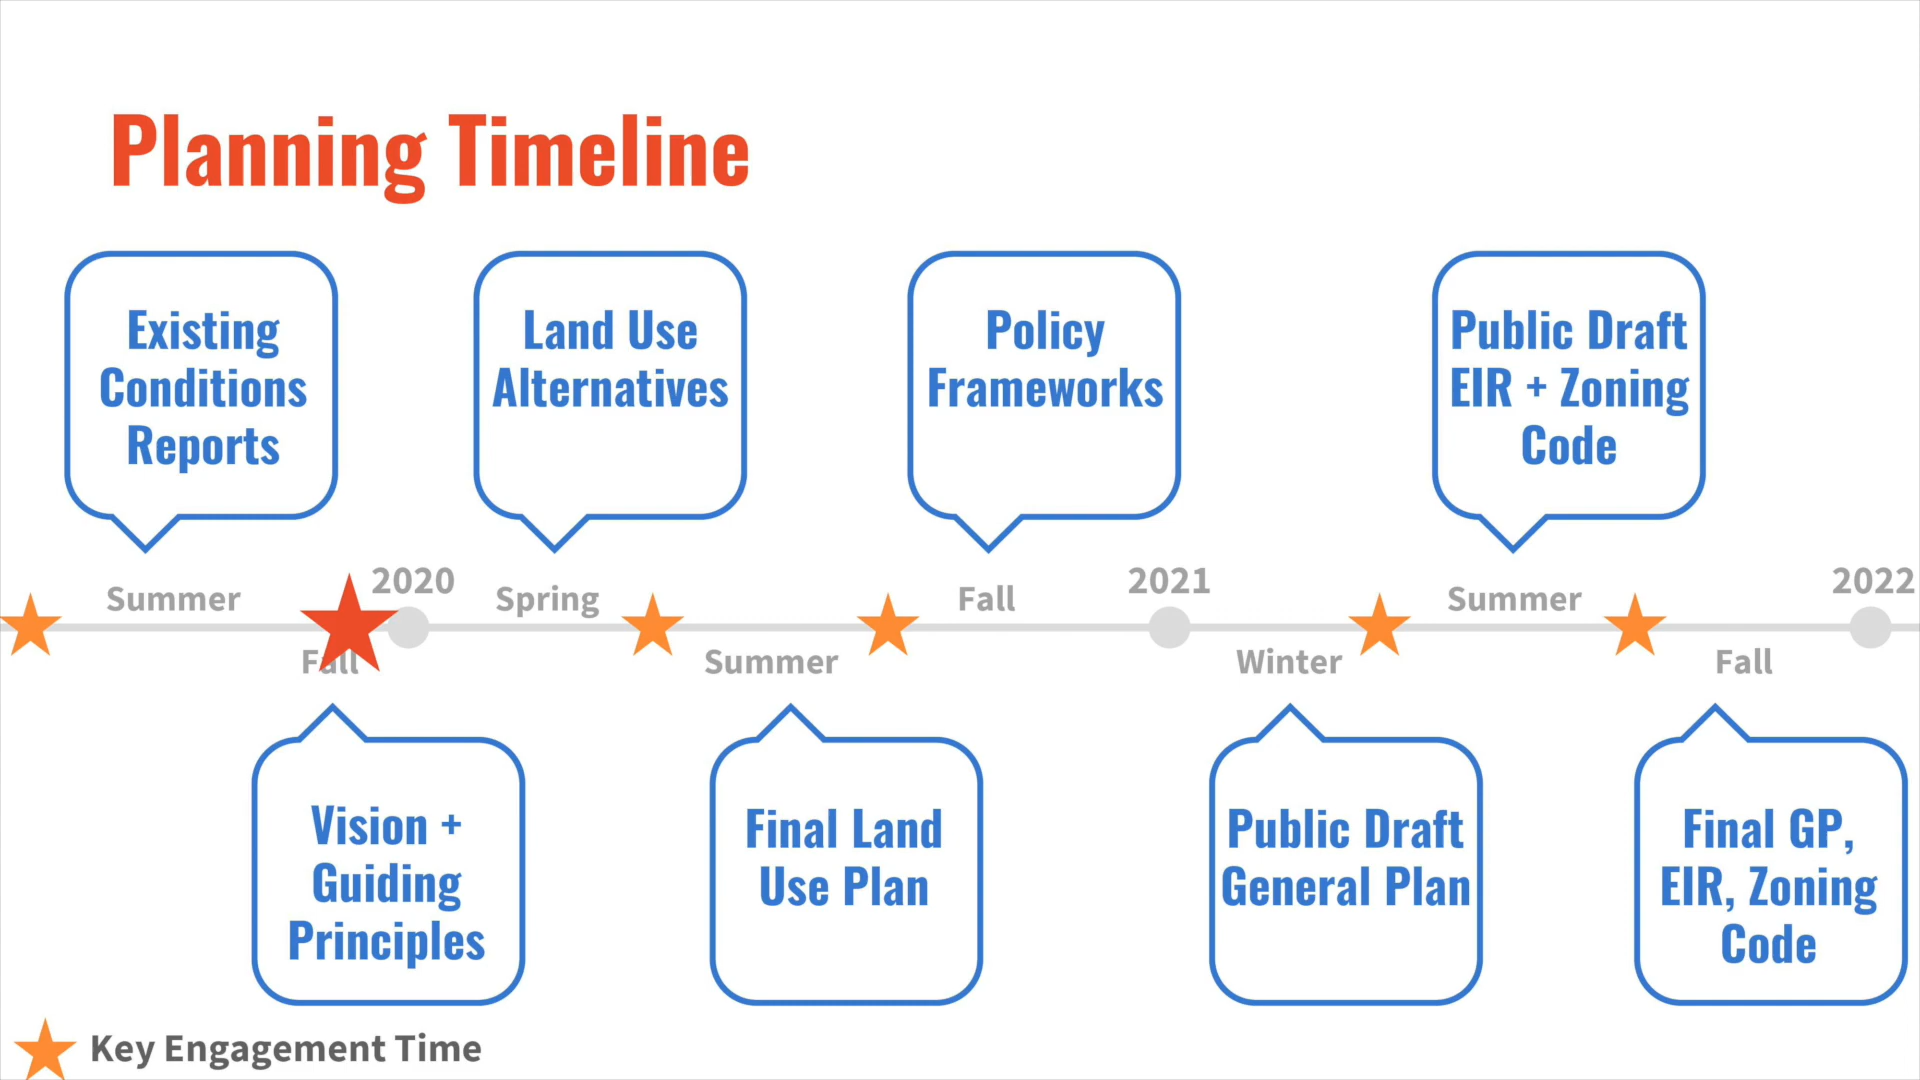 Planning Timeline
Existing
Conditions
Reports
Land Use
Alternatives
Policy
Frameworks
Public Draft
EIR + Zoning
Code
Summer
2020
Spring
Fall
2021
Summer
2022
Fall
Summer
Winter
Fall
Vision +
Guiding
Principles
Final Land
Use Plan
Public Draft
General Plan
Final GP,
EIR, Zoning
Code
Key Engagement Time